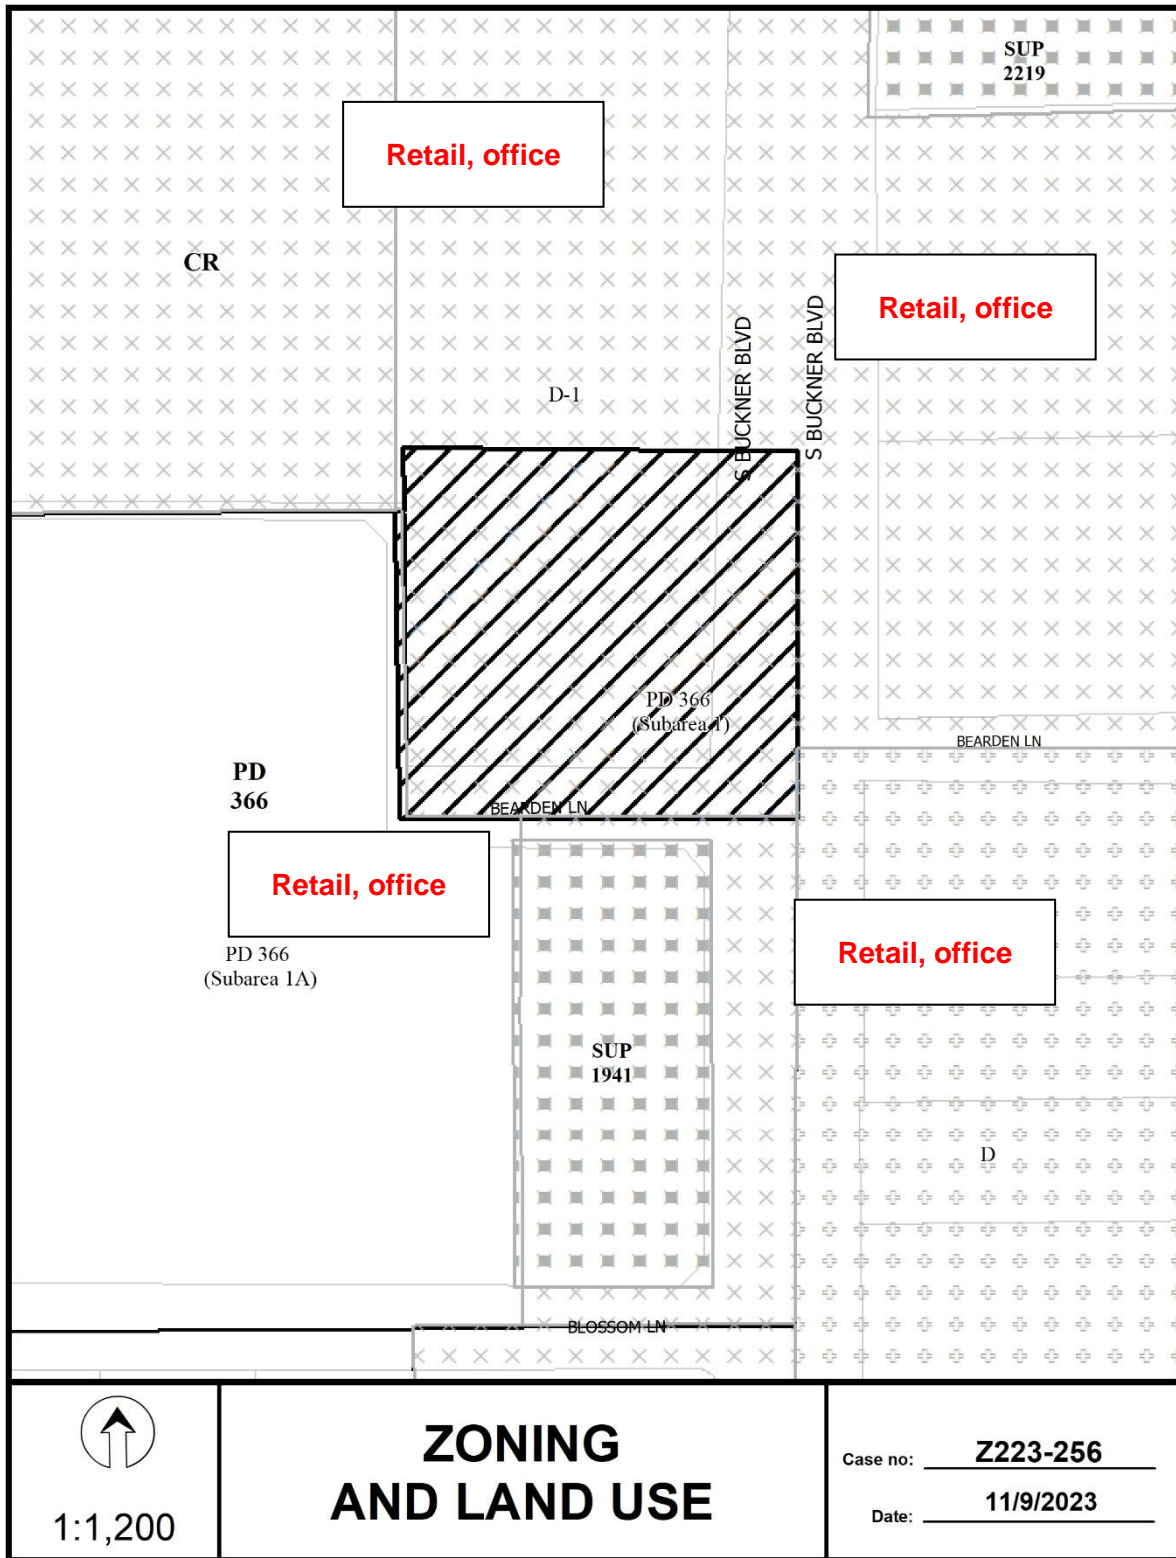 SUP
2219
Retail, office
CR
Retail, office
S BUCKNER BLVD
S BUCKNER BLVD
D-1
PD 366
(Subarea 1)
BEARDEN LN
PD
366
BEARDEN LN
Retail, office
Retail, office
PD 366
(Subarea 1A)
SUP
1941
D
BLOSSOM LN
1:1,200
ZONING
AND LAND USE
Case no: Z223-256
Date: 11/9/2023